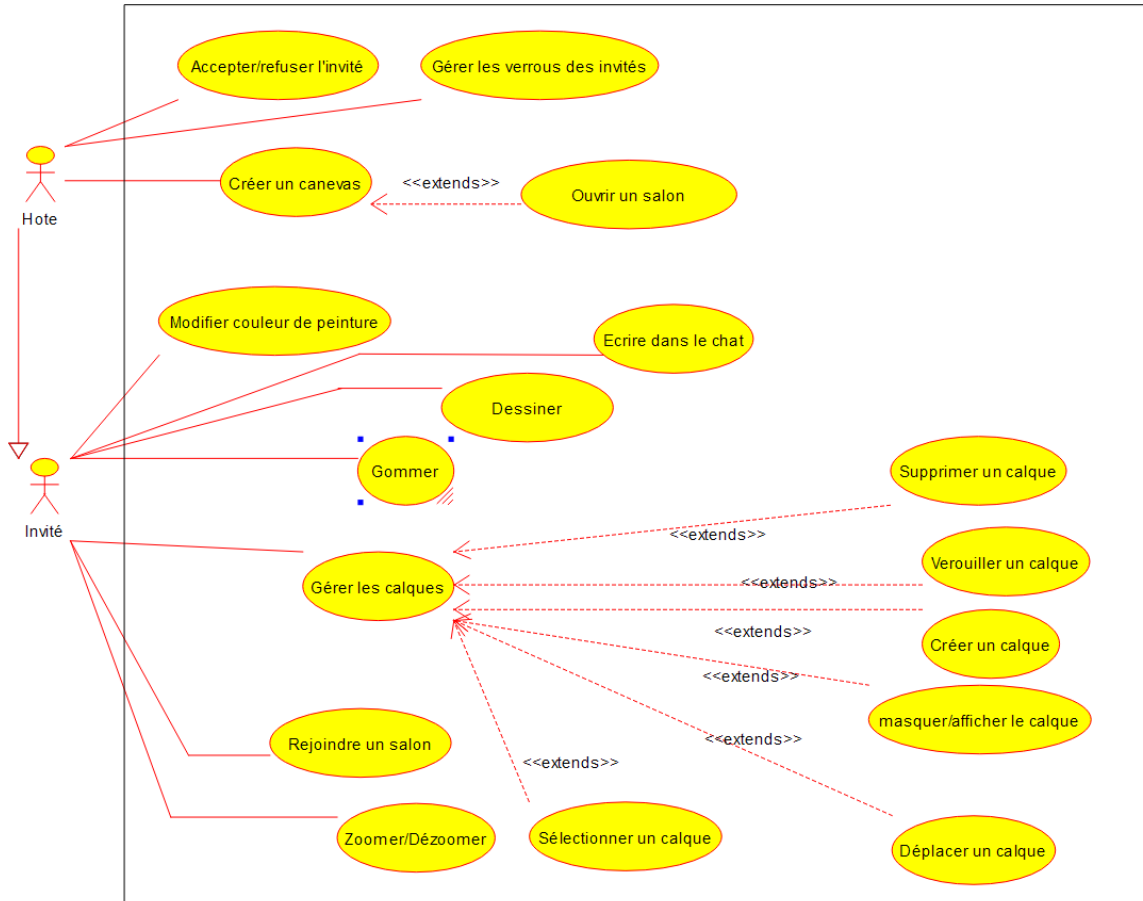 Accepter/refuser l'invité
Gérer les verrous des invités
Créer un canevas
<<extends>>
Ouvrir un salon
Hote
Modifier couleur de peinture
Ecrire dans le chat
Dessiner
Gommer
Supprimer un calque
Invité
<<extends>>
Verouiller un calque
Gérer les calques
<<extends>>
Créer un calque
<<extends>>
<<extends>>
masquer/afficher le calque
Rejoindre un salon
<<extends>>
<<extends>>
Zoomer/Dézoomer
Sélectionner un calque
Déplacer un calque